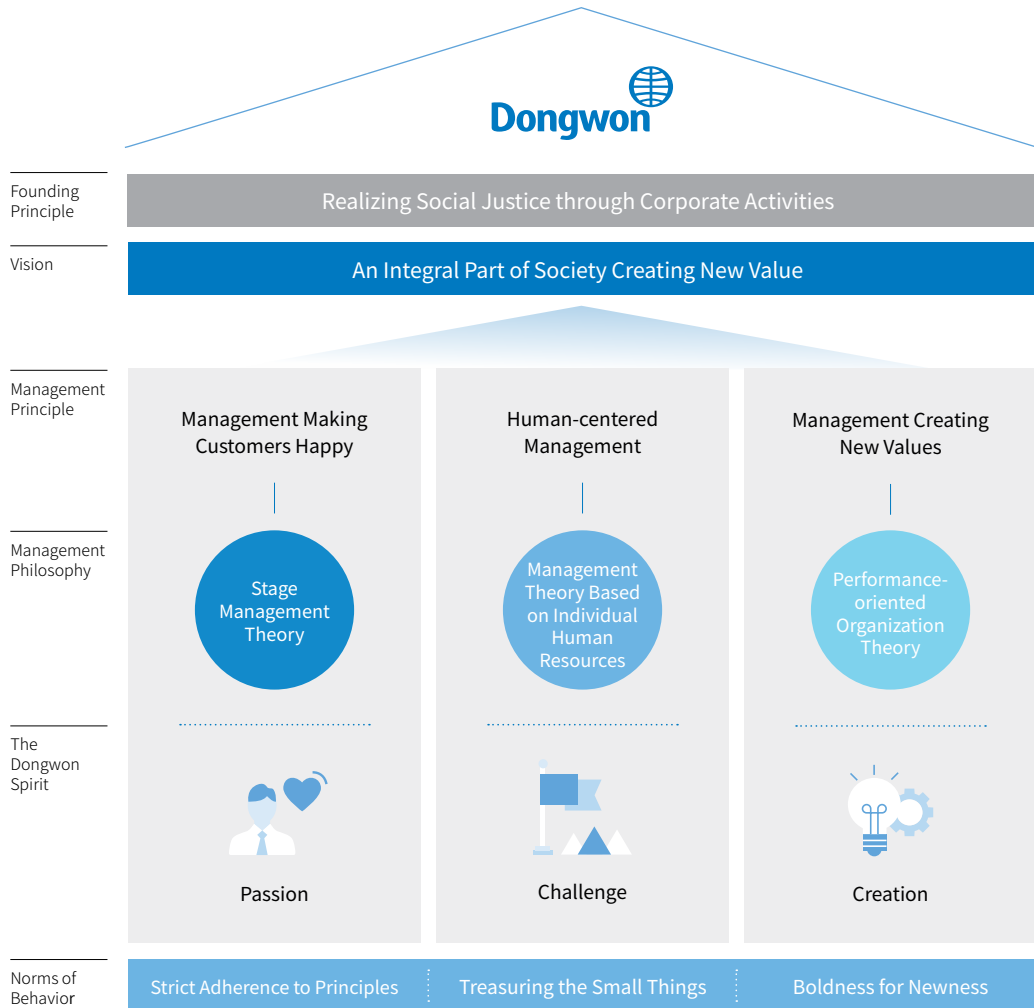 Dongwon
Founding
Principle
Realizing Social Justice through Corporate Activities
Vision
An Integral Part of Society Creating New Value
Management
Principle
Management Making
Customers Happy
Human-centered
Management
Management Creating
New Values
Management
Philosophy
Stage
Management
Theory
Management
Theory Based
on Individual
Human
Resources
Performance-
oriented
Organization
Theory
The
Dongwon
Spirit
Passion
Challenge
Creation
Norms of
Behavior
Strict Adherence to Principles
Treasuring the Small Things
Boldness for Newness